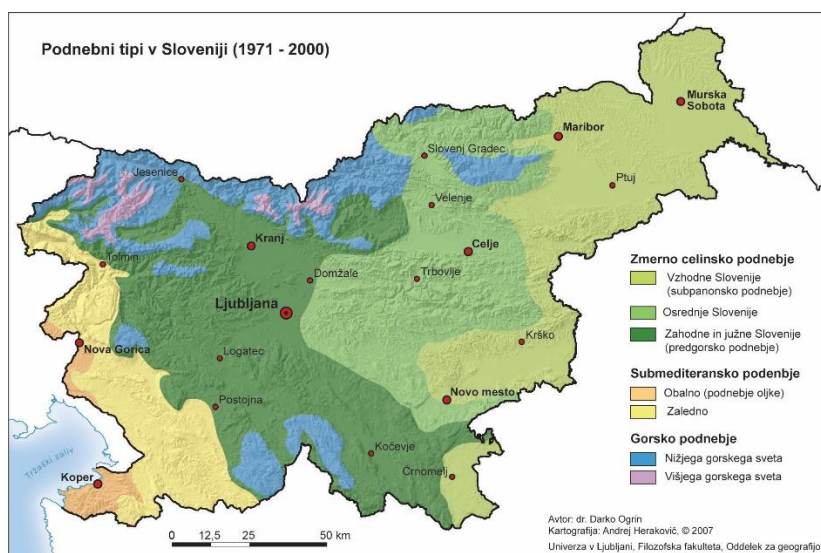 Podnebni tipi v Sloveniji (1971 - 2000)
Murska
Sobota
Maribor
Slovenj Gradec
Ptuj
Jesenice
Velenje
Kranj
Celje
Tolmin
Domžale
Trbovlje
Ljubljana
Krško
Nova Gorica
Logatec
Novo mesto
Postojna
Kočevje
Črnomelj
Koper
Tržaški zaliv
Zmerno celinsko podnebje
Vzhodne Slovenije
(subpanonsko podnebje)
Osrednje Slovenije
Zahodne in južne Slovenije
(predgorsko podnebje)
Submediteransko podenbje
Obalno (podnebje oljke)
Zaledno
Gorsko podnebje
Nižjega gorskega sveta
Višjega gorskega sveta
0 12,5 25 50 km
Avtor: dr. Darko Ogrin
Kartografija: Andrej Herakovič, © 2007
Univerza v Ljubljani, Filozofska fakulteta, Oddelek za geografijo